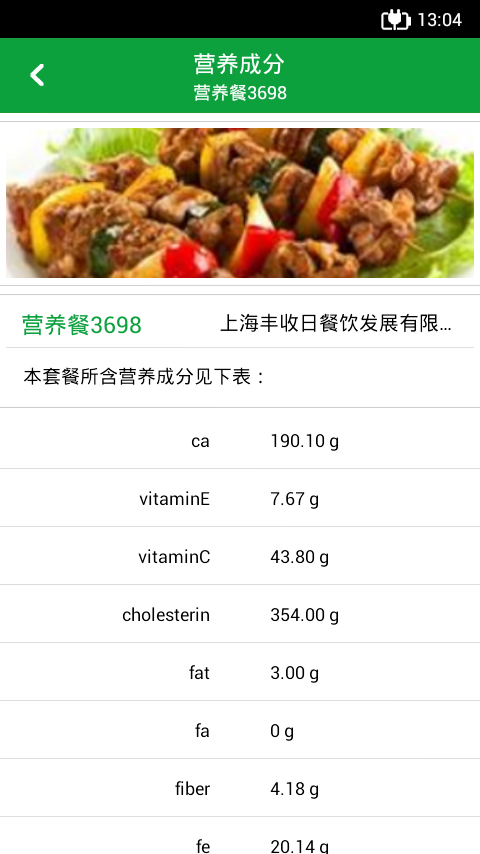 13:04
营养成分
营养餐3698
营养餐3698 上海丰收日餐饮发展有限...
本套餐所含营养成分见下表：
ca 190.10 g
vitaminE 7.67 g
vitaminC 43.80 g
cholesterin 354.00 g
fat 3.00 g
fa 0 g
fiber 4.18 g
fe 20.14 g